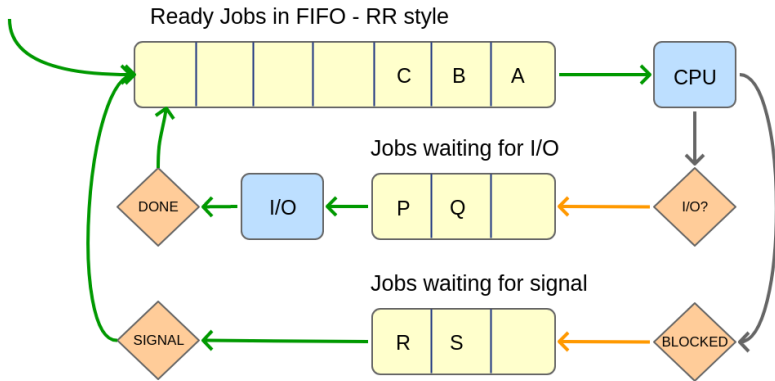 Ready Jobs in FIFO - RR style
C B A
CPU
Jobs waiting for I/O
DONE
I/O
P Q
I/O?
Jobs waiting for signal
SIGNAL
R S
BLOCKED